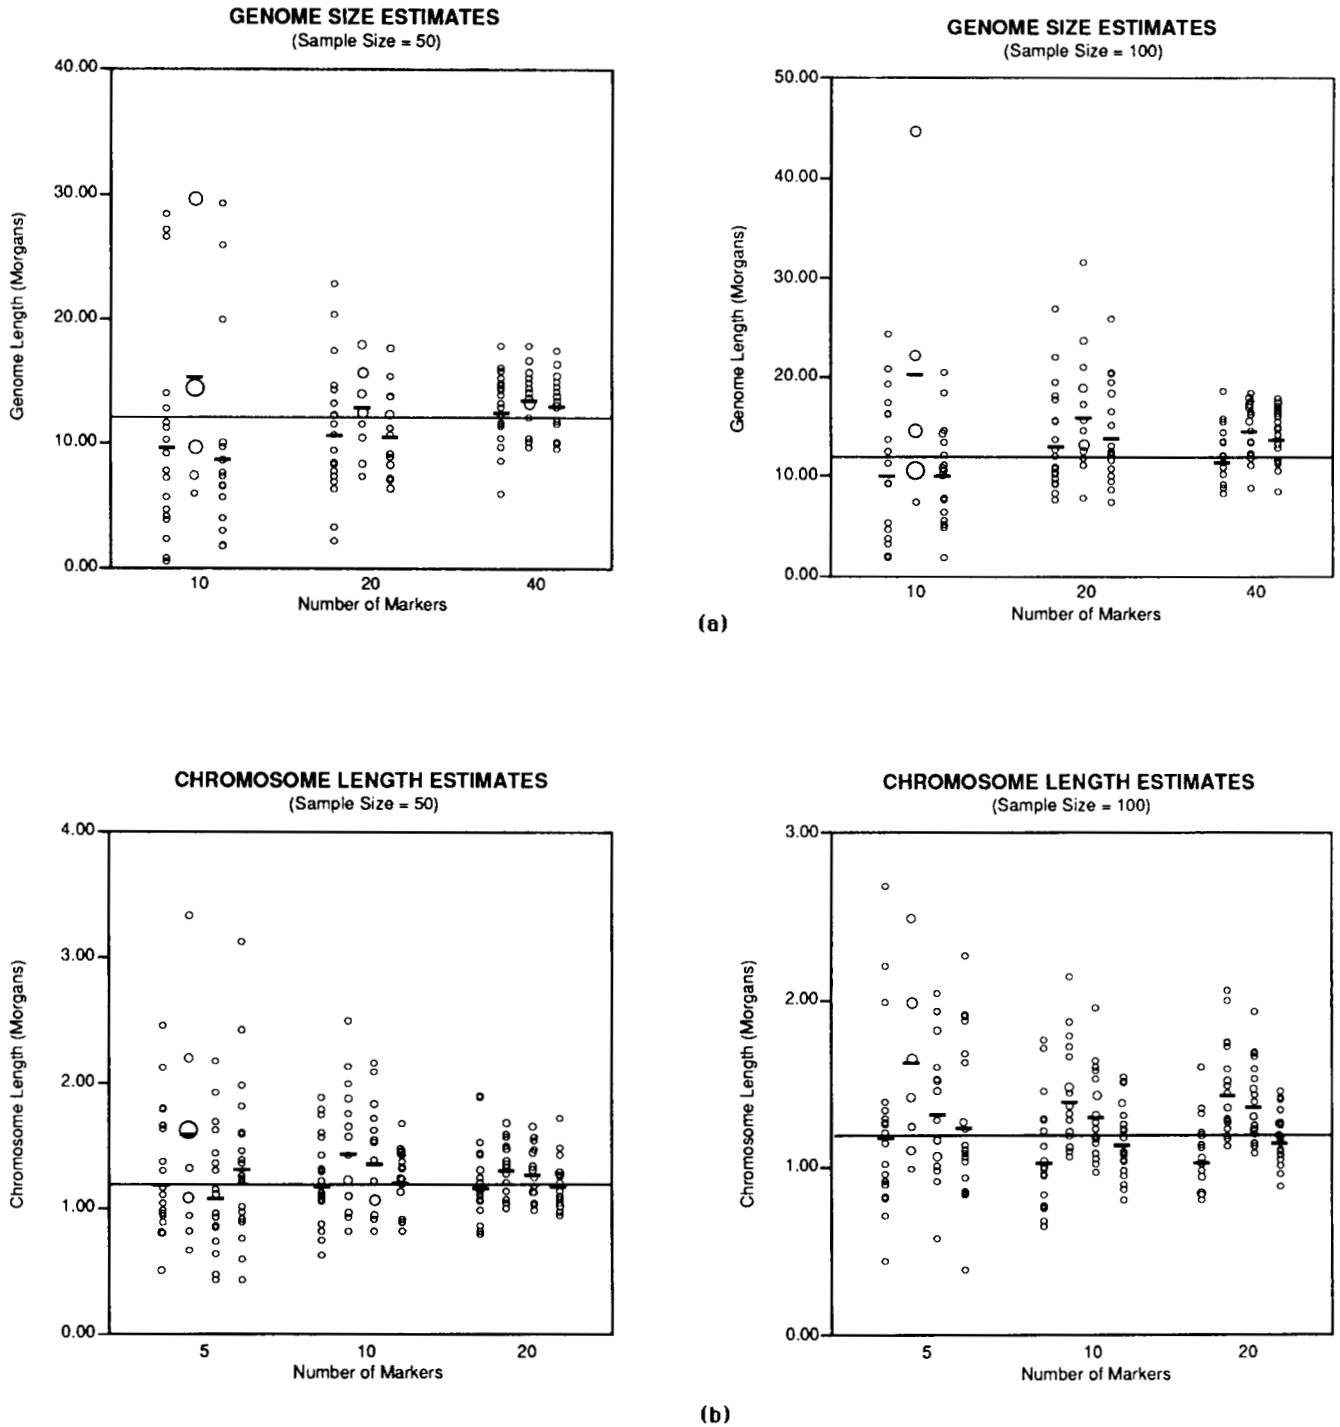 GENOME SIZE ESTIMATES
(Sample Size = 50)
40.00
30.00
20.00
10.00
0.00
Genome Length (Morgans)
10 20 40
Number of Markers
GENOME SIZE ESTIMATES
(Sample Size = 100)
50.00
40.00
30.00
20.00
10.00
0.00
Genome Length (Morgans)
10 20 40
Number of Markers
(a)
CHROMOSOME LENGTH ESTIMATES
(Sample Size = 50)
4.00
3.00
2.00
1.00
0.00
Chromosome Length (Morgans)
5 10 20
Number of Markers
CHROMOSOME LENGTH ESTIMATES
(Sample Size = 100)
3.00
2.00
1.00
0.00
Chromosome Length (Morgans)
5 10 20
Number of Markers
(b)